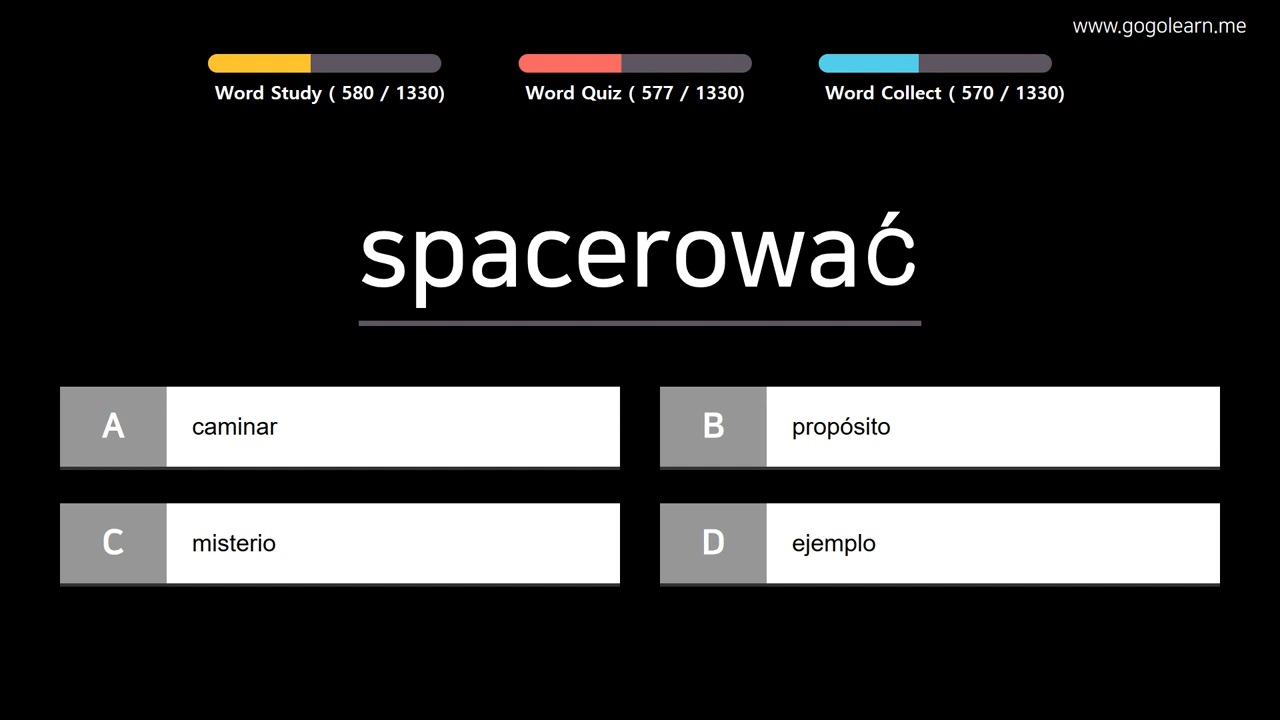 www.gogolearn.me
Word Study ( 580 / 1330)
Word Quiz ( 577 / 1330)
Word Collect ( 570 / 1330)
spacerować
A caminar
B propósito
C misterio
D ejemplo